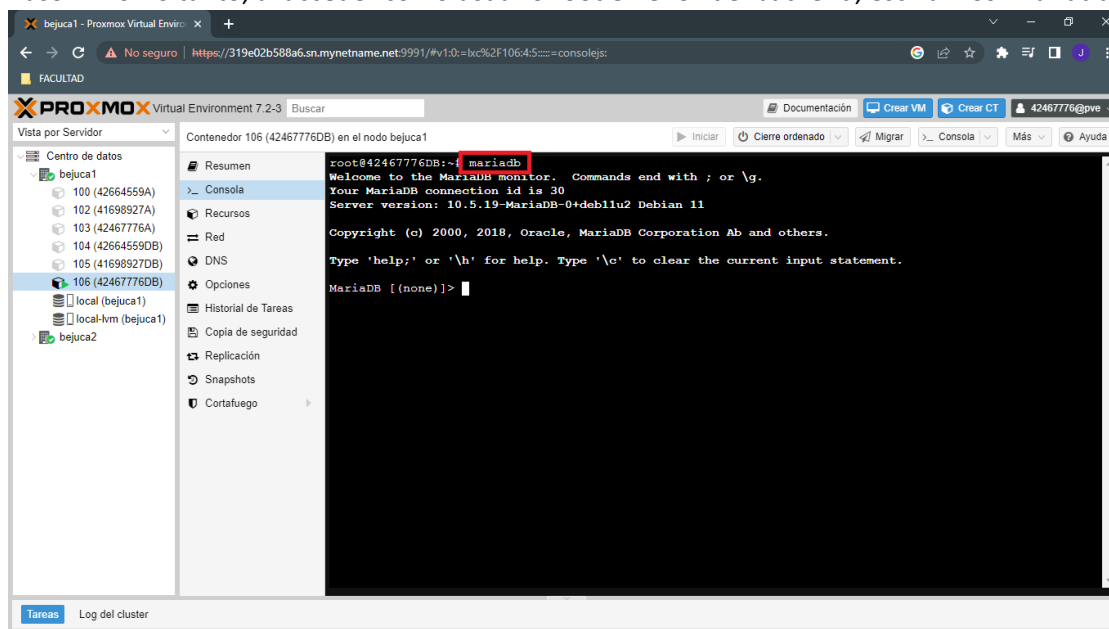 bejuca1 - Proxmox Virtual Enviro
No seguro | https://319e02b588a6.sn.mynetname.net:9991/#v1:0:=lxc%2F106:4:5:::::=consolejs:
J
FACULTAD
PROXMOX Virtual Environment 7.2-3 Buscar
Documentación Crear VM Crear CT 42467776@pve
Vista por Servidor
Contenedor 106 (42467776DB) en el nodo bejuca1
Iniciar Cierre ordenado Migrar >_ Consola Más Ayuda
Centro de datos
bejuca1
100 (42664559A)
102 (41698927A)
103 (42467776A)
104 (42664559DB)
105 (41698927DB)
106 (42467776DB)
local (bejuca1)
local-lvm (bejuca1)
bejuca2
Resumen
>_ Consola
Recursos
Red
DNS
Opciones
Historial de Tareas
Copia de seguridad
Replicación
Snapshots
Cortafuego
root@42467776DB:~# mariadb
Welcome to the MariaDB monitor.  Commands end with ; or \g.
Your MariaDB connection id is 30
Server version: 10.5.19-MariaDB-0+deb11u2 Debian 11
Copyright (c) 2000, 2018, Oracle, MariaDB Corporation Ab and others.
Type 'help;' or '\h' for help. Type '\c' to clear the current input statement.
MariaDB [(none)]>
Tareas Log del cluster